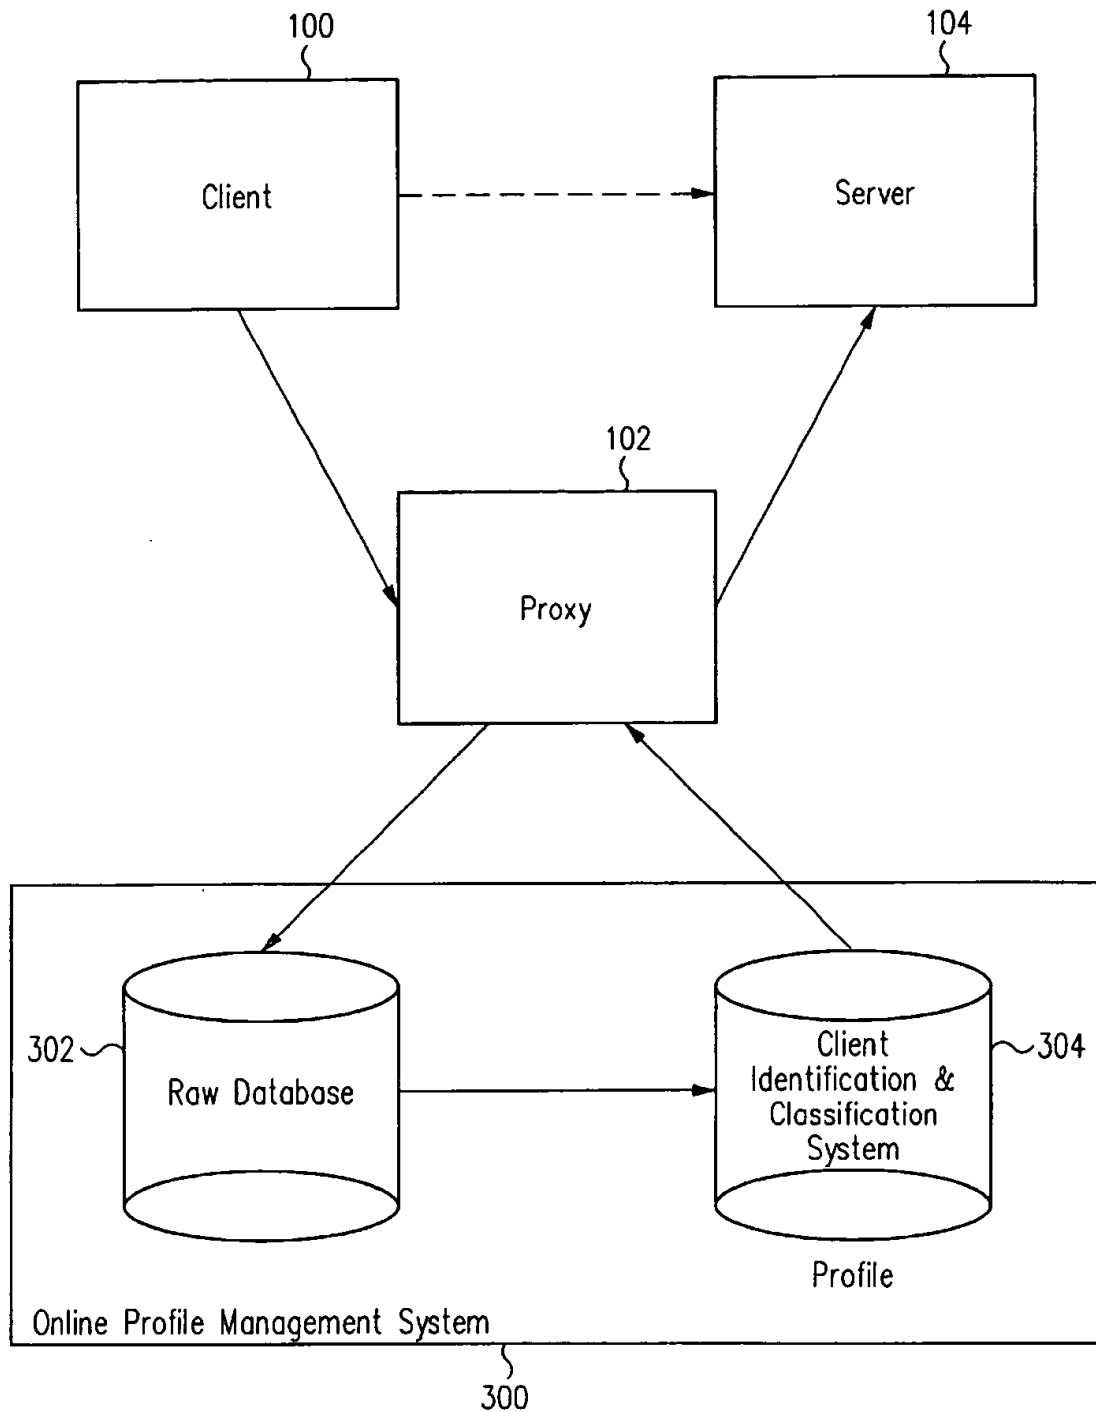 100
104
Client
Server
102
Proxy
302
Raw Database
Client
Identification &
Classification
System
304
Profile
Online Profile Management System
300